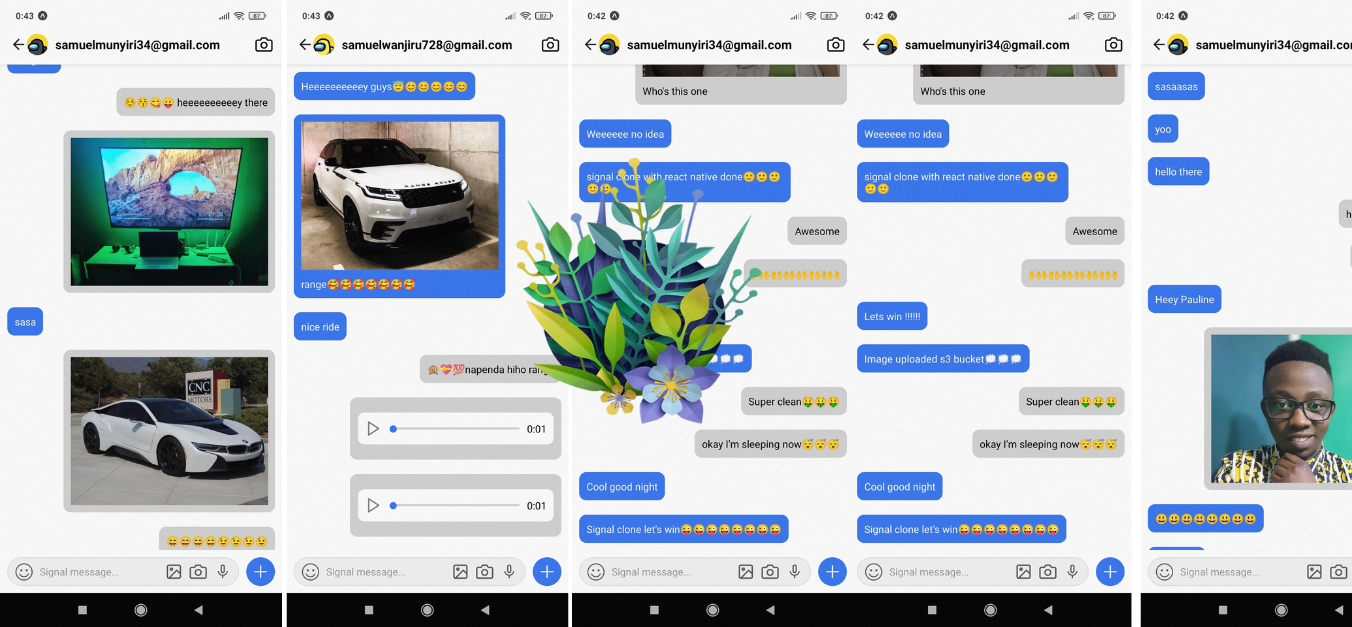 0:43
87
samuelmunyiri34@gmail.com
☺️😚😋😛 heeeeeeeeeey there
CNC
MOTORS
sasa
😄😄😄😄😉😉😉😉
Signal message...
0:43
87
samuelwanjiru728@gmail.com
Heeeeeeeeeey guys😇😊😊😊😊😊😊
RANGE ROVER
range🥰🥰🥰🥰🥰🥰🥰
nice ride
🙊💝💯napenda hiho rang
0:01
0:01
Signal message...
0:42
87
samuelmunyiri34@gmail.com
Who's this one
Weeeeee no idea
signal clone with react native done🙂🙂🙂
🙂🙂
Awesome
🙌🙌🙌🙌🙌🙌🙌
💭💭
Super clean🤑🤑🤑
okay I'm sleeping now😴😴😴
Cool good night
Signal clone let's win😜😜😜😜😜😜😜😜
Signal message...
0:42
87
samuelmunyiri34@gmail.com
Who's this one
Weeeeee no idea
signal clone with react native done🙂🙂🙂
🙂🙂
Awesome
🙌🙌🙌🙌🙌🙌🙌🙌
Lets win !!!!!!
Image uploaded s3 bucket💭💭💭
Super clean🤑🤑🤑
okay I'm sleeping now😴😴😴
Cool good night
Signal clone let's win😜😜😜😜😜😜😜😜
Signal message...
0:42
samuelmunyiri34@gmail.co
sasaasas
yoo
hello there
h
Heey Pauline
😃😃😃😃😃😃😃😃
Signal message...